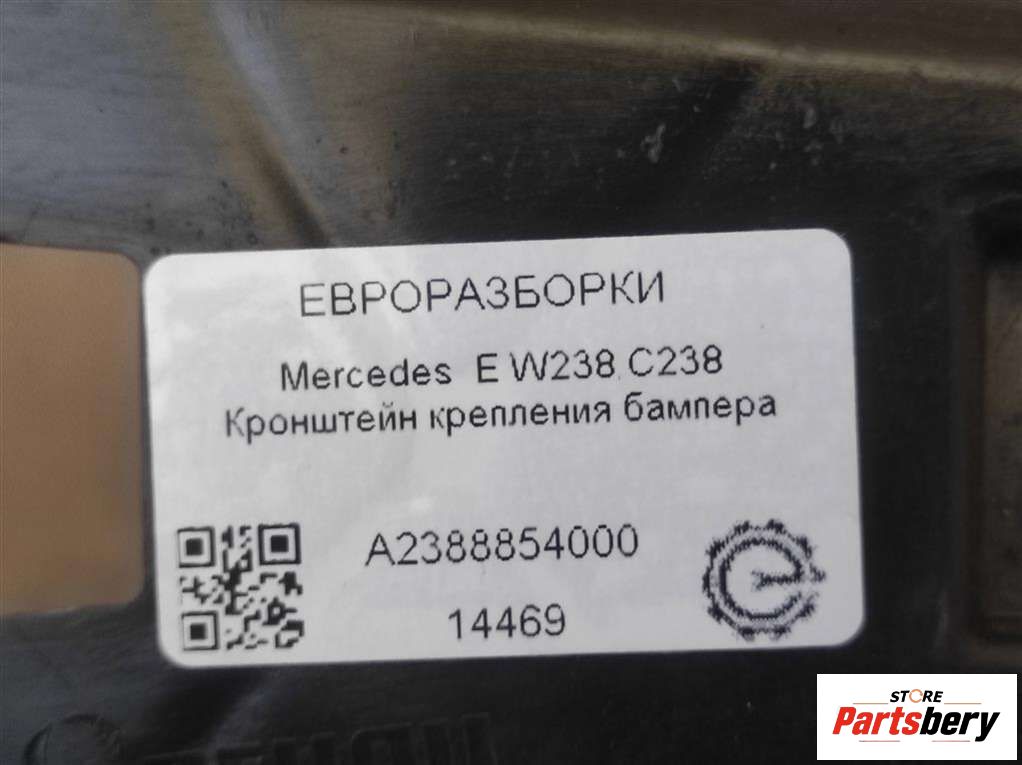 ЕВРОРАЗБОРКИ
Mercedes E W238 C238
Кронштейн крепления бампера
A2388854000
14469
STORE
Partsbery